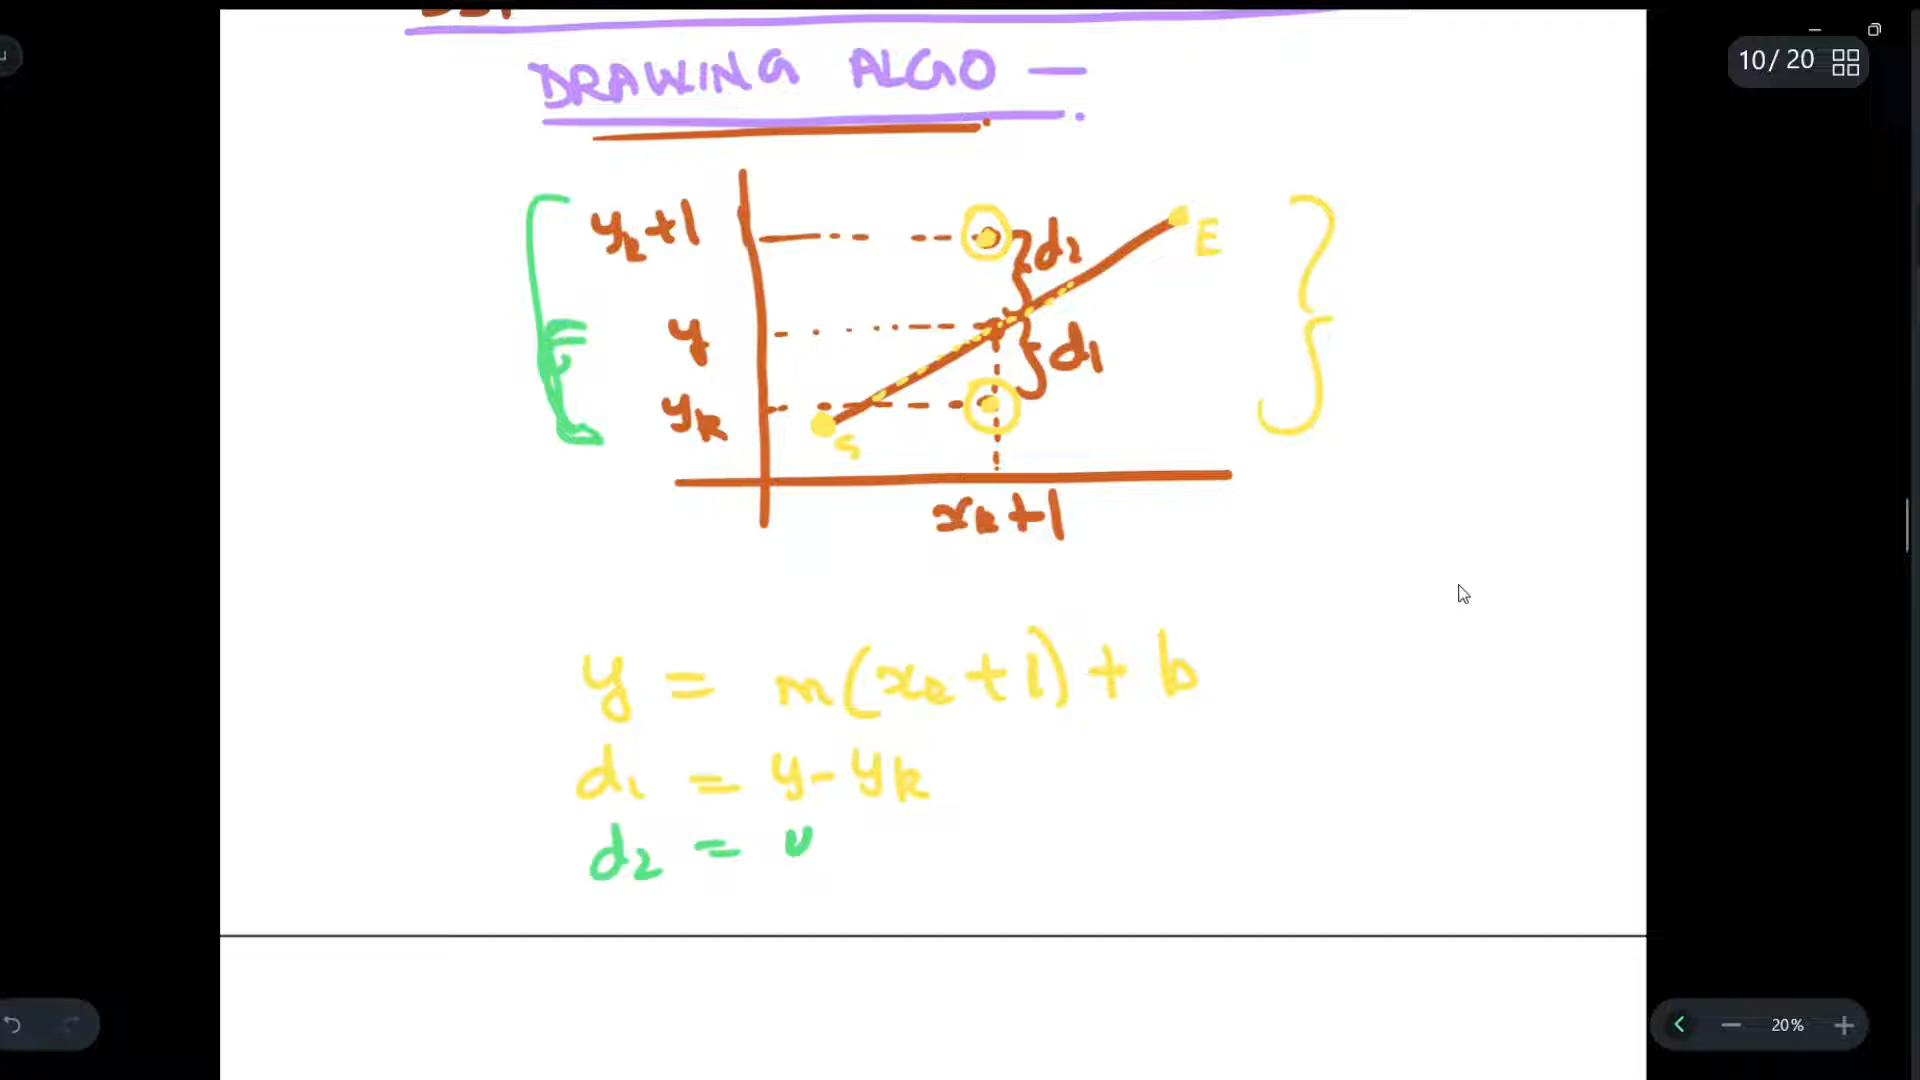 DRAWING ALGO —
10/ 20
yk+1
d2
E
y
d1
yk
S
xk+1
y = m(xk+1) + b
d1 = y - yk
d2 =
20%